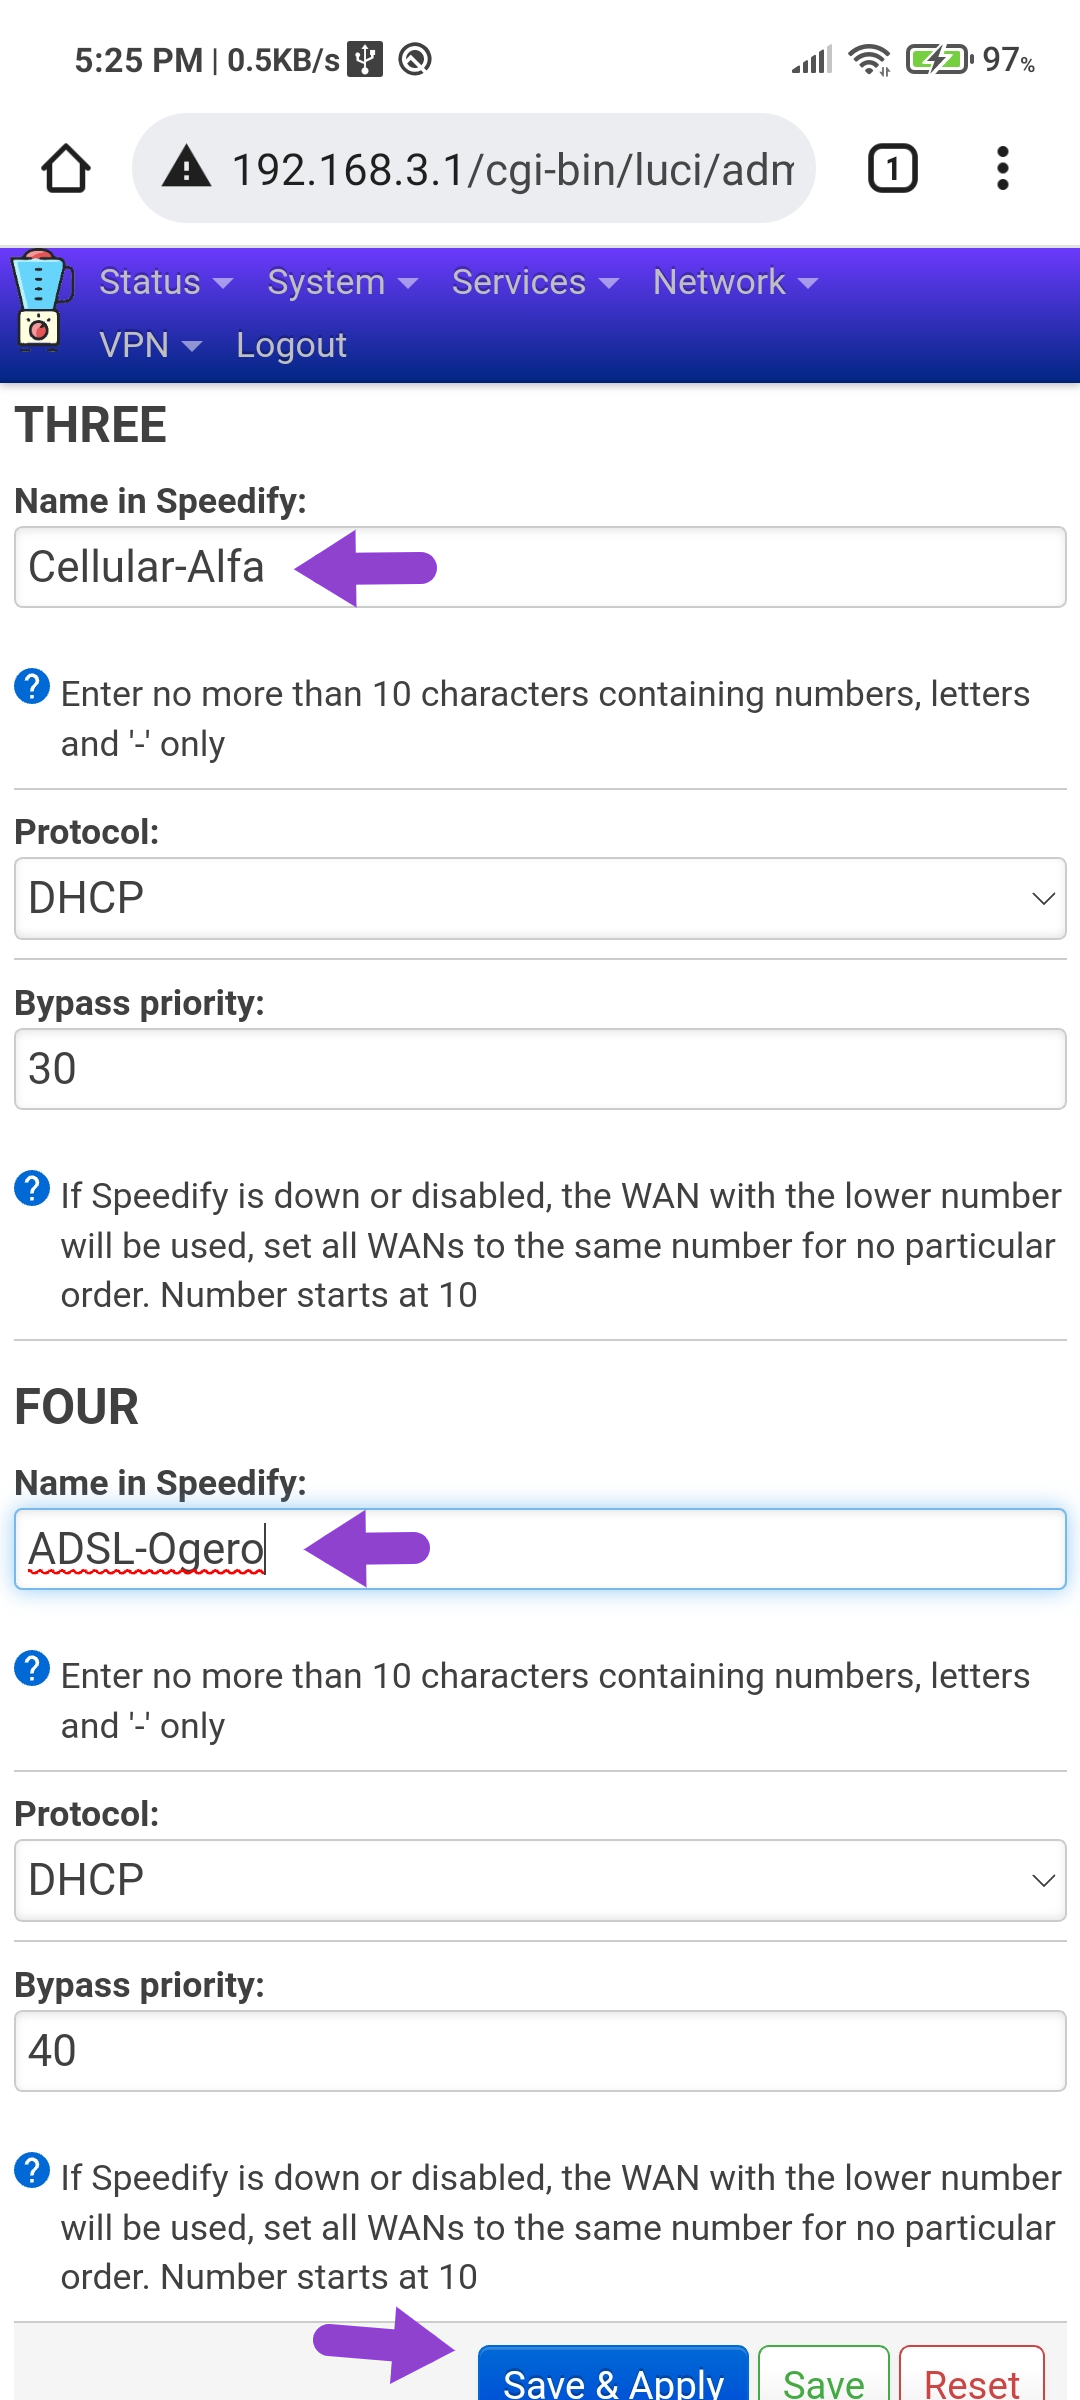 5:25 PM | 0.5KB/s 97%
192.168.3.1/cgi-bin/luci/adm
1
Status System Services Network
VPN Logout
THREE
Name in Speedify:
Cellular-Alfa
Enter no more than 10 characters containing numbers, letters
and '-' only
Protocol:
DHCP
Bypass priority:
30
If Speedify is down or disabled, the WAN with the lower number
will be used, set all WANs to the same number for no particular
order. Number starts at 10
FOUR
Name in Speedify:
ADSL-Ogero
Enter no more than 10 characters containing numbers, letters
and '-' only
Protocol:
DHCP
Bypass priority:
40
If Speedify is down or disabled, the WAN with the lower number
will be used, set all WANs to the same number for no particular
order. Number starts at 10
Save & Apply Save Reset